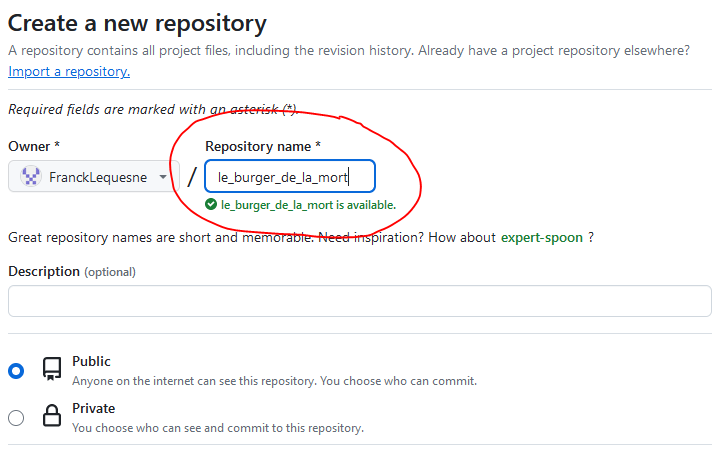 Create a new repository
A repository contains all project files, including the revision history. Already have a project repository elsewhere?
Import a repository.
Required fields are marked with an asterisk (*).
Owner *
Repository name *
FranckLequesne
/
le_burger_de_la_mort
le_burger_de_la_mort is available.
Great repository names are short and memorable. Need inspiration? How about expert-spoon ?
Description (optional)
Public
Anyone on the internet can see this repository. You choose who can commit.
Private
You choose who can see and commit to this repository.